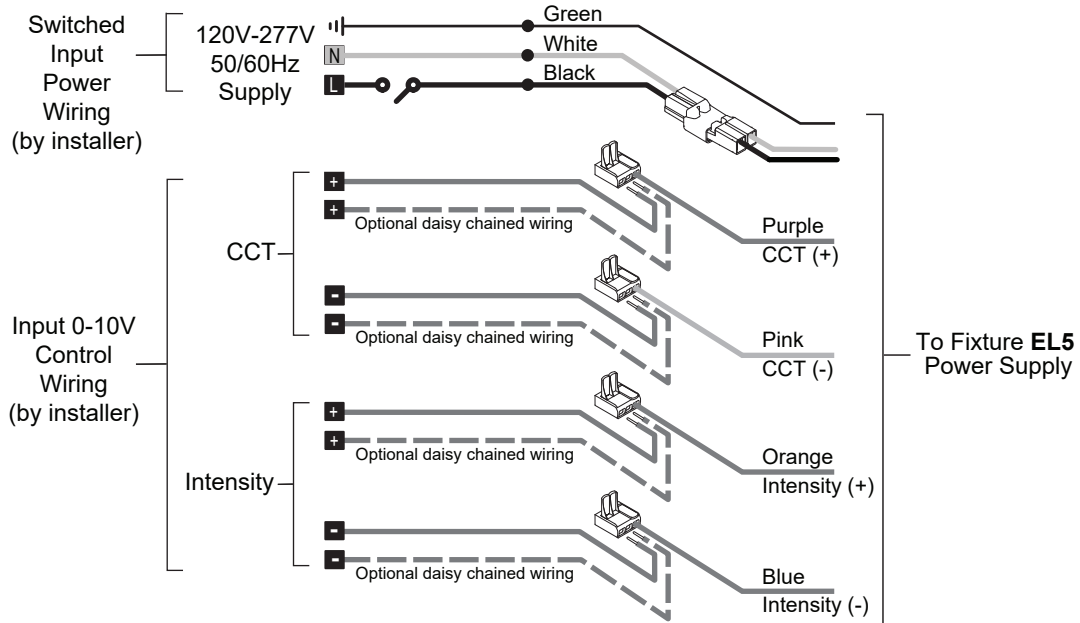 Switched
Input
Power
Wiring
(by installer)
120V-277V
50/60Hz
Supply
N
L
Green
White
Black
Input 0-10V
Control
Wiring
(by installer)
CCT
+
+
Optional daisy chained wiring
Purple
CCT (+)
-
-
Optional daisy chained wiring
Pink
CCT (-)
Intensity
+
+
Optional daisy chained wiring
Orange
Intensity (+)
-
-
Optional daisy chained wiring
Blue
Intensity (-)
To Fixture EL5
Power Supply